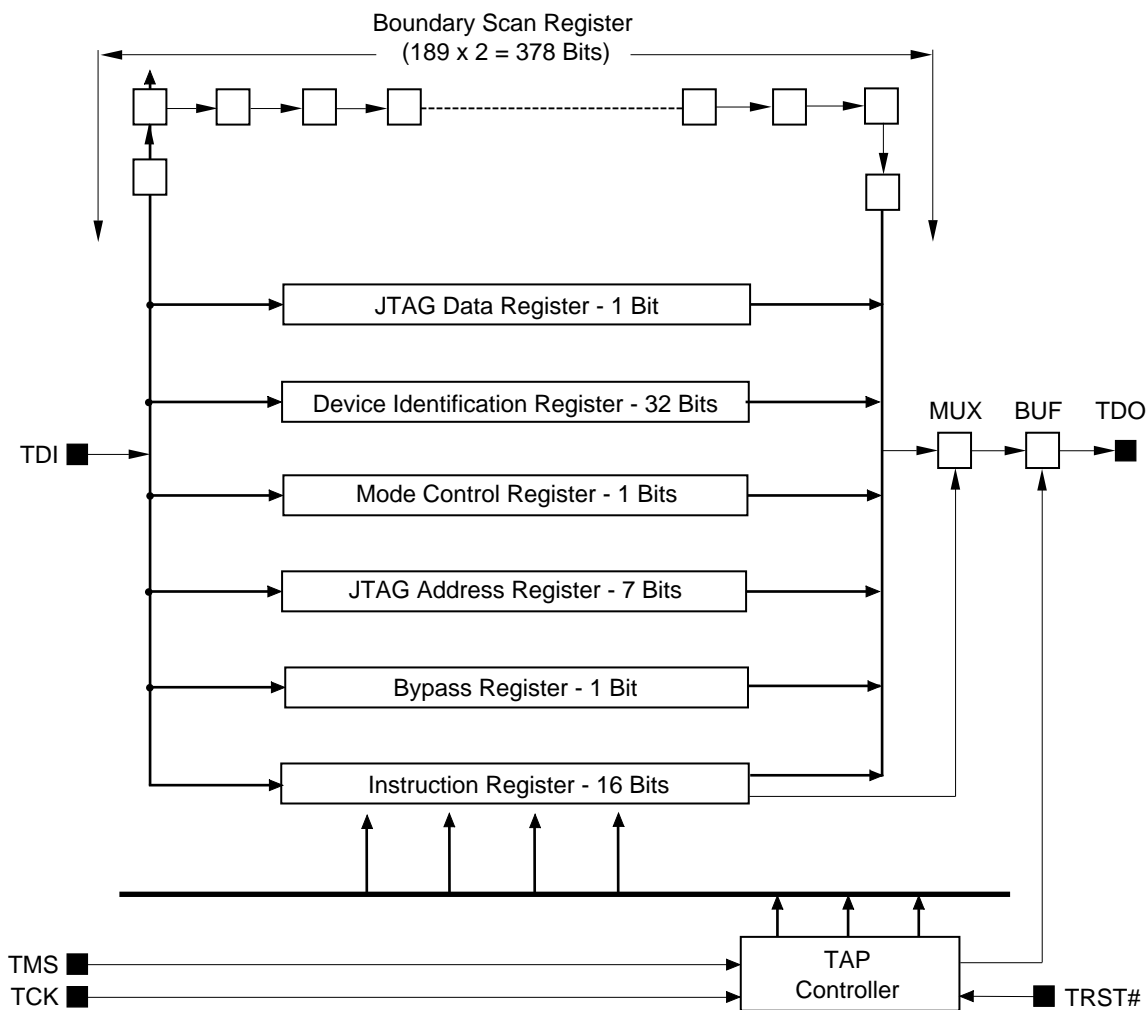 Boundary Scan Register
(189 x 2 = 378 Bits)
JTAG Data Register - 1 Bit
Device Identification Register - 32 Bits
MUX
BUF
TDO
TDI
Mode Control Register - 1 Bits
JTAG Address Register - 7 Bits
Bypass Register - 1 Bit
Instruction Register - 16 Bits
TMS
TAP
Controller
TCK
TRST#